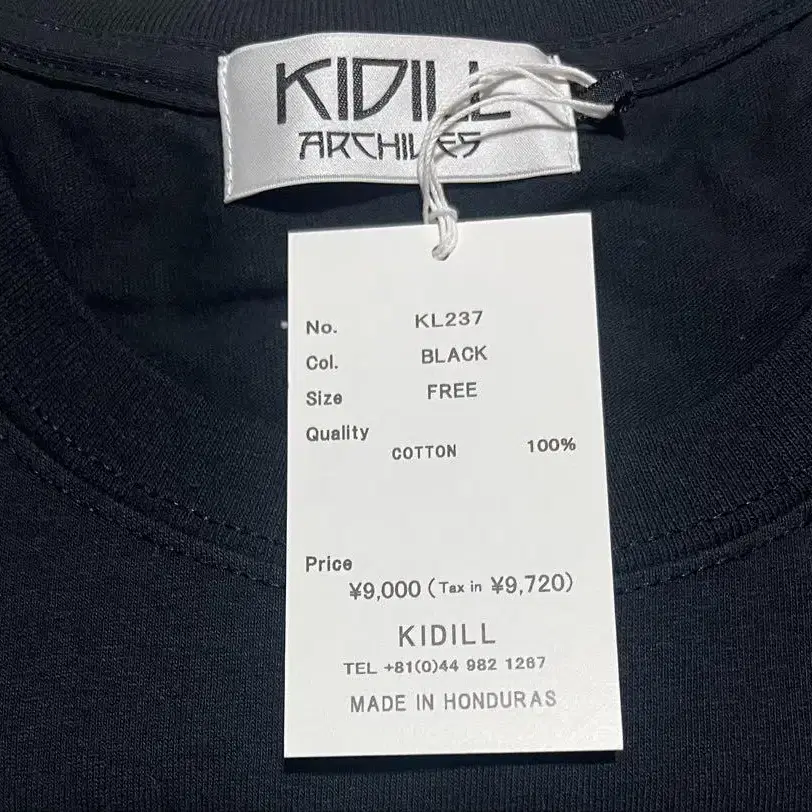 KIDILL
ARCHIVES
No. KL237
Col. BLACK
Size FREE
Quality
COTTON 100%
Price
¥9,000 (Tax in ¥9,720)
KIDILL
TEL +81(0)44 982 1267
MADE IN HONDURAS